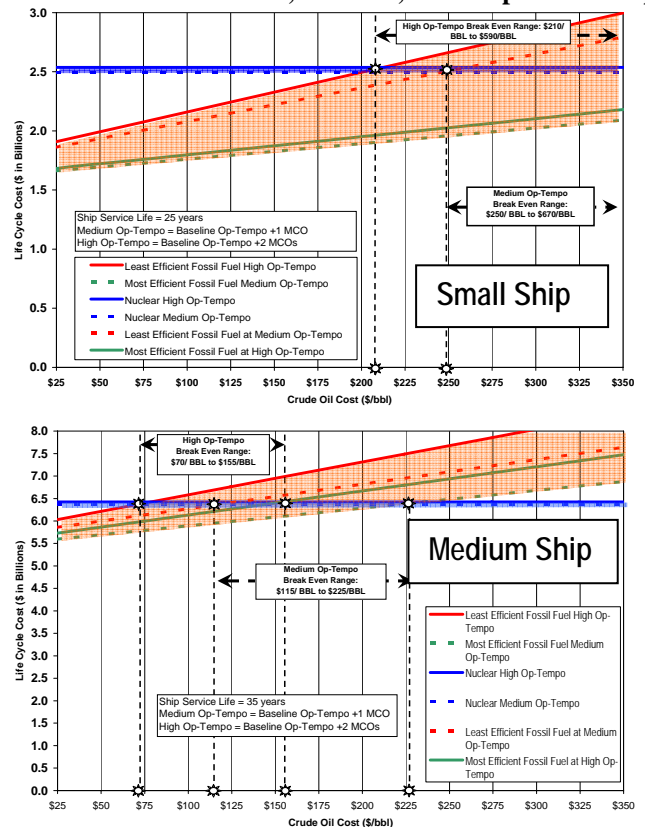 High Op-Tempo Break Even Range: $210/
BBL to $590/BBL
Life Cycle Cost ($ in Billions)
3.0
2.5
2.0
1.5
1.0
0.5
0.0
Medium Op-Tempo
Break Even Range:
$250/ BBL to $670/BBL
Ship Service Life = 25 years
Medium Op-Tempo = Baseline Op-Tempo +1 MCO
High Op-Tempo = Baseline Op-Tempo +2 MCOs
Least Efficient Fossil Fuel High Op-Tempo
Most Efficient Fossil Fuel Medium Op-Tempo
Nuclear High Op-Tempo
Nuclear Medium Op-Tempo
Least Efficient Fossil Fuel at Medium Op-Tempo
Most Efficient Fossil Fuel at High Op-Tempo
Small Ship
$25 $50 $75 $100 $125 $150 $175 $200 $225 $250 $275 $300 $325 $350
Crude Oil Cost ($/bbl)
Life Cycle Cost ($ in Billions)
8.0
7.5
7.0
6.5
6.0
5.5
5.0
4.5
4.0
3.5
3.0
2.5
2.0
1.5
1.0
0.5
0.0
High Op-Tempo
Break Even Range:
$70/ BBL to $155/BBL
Medium Ship
Medium Op-Tempo
Break Even Range:
$115/ BBL to $225/BBL
Least Efficient Fossil Fuel High Op-
Tempo
Most Efficient Fossil Fuel Medium
Op-Tempo
Nuclear High Op-Tempo
Nuclear Medium Op-Tempo
Least Efficient Fossil Fuel at Medium
Op-Tempo
Most Efficient Fossil Fuel at High Op-
Tempo
Ship Service Life = 35 years
Medium Op-Tempo = Baseline Op-Tempo +1 MCO
High Op-Tempo = Baseline Op-Tempo +2 MCOs
$25 $50 $75 $100 $125 $150 $175 $200 $225 $250 $275 $300 $325 $350
Crude Oil Cost ($/bbl)